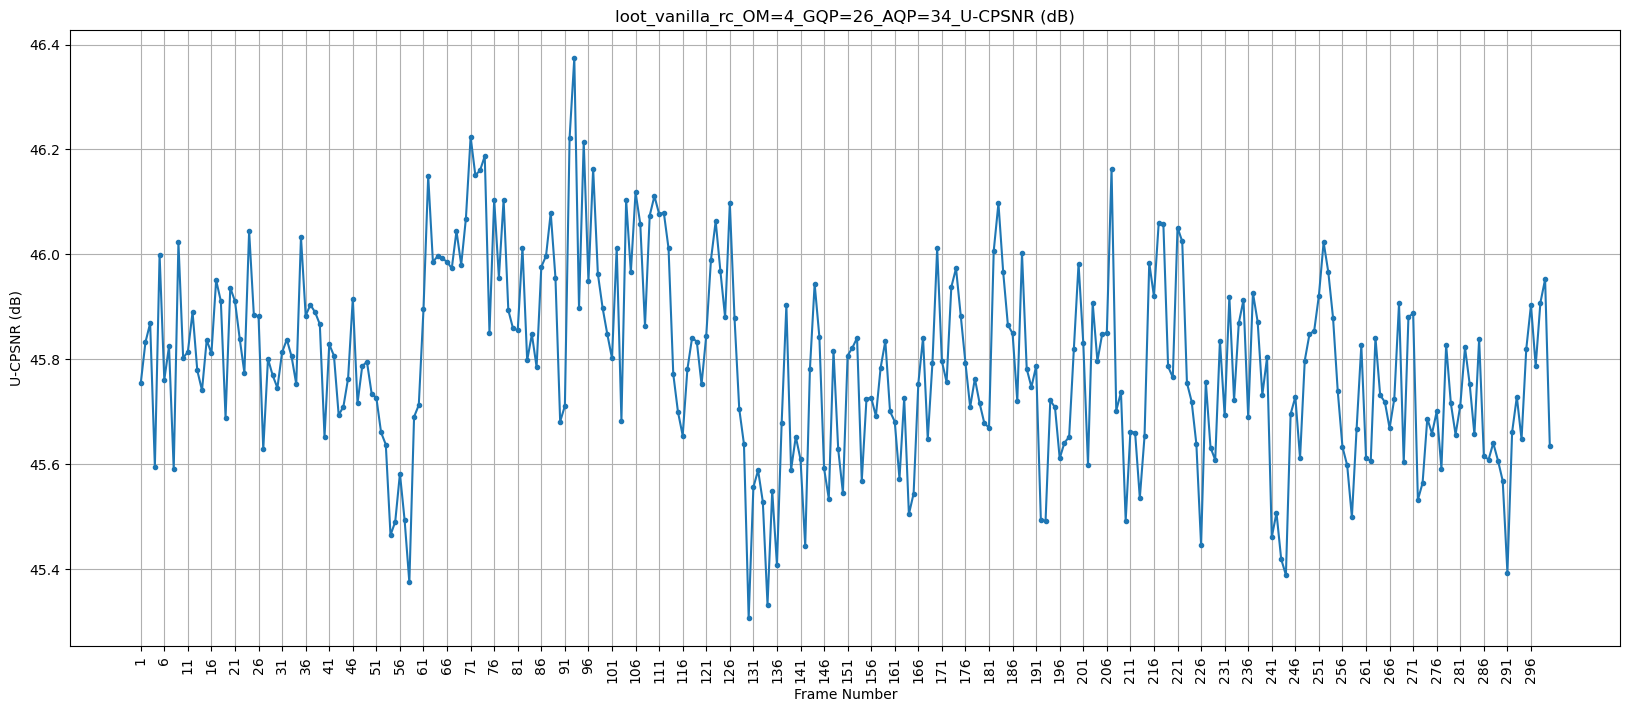 loot_vanilla_rc_OM=4_GQP=26_AQP=34_U-CPSNR (dB)
46.4
46.2
46.0
45.8
45.6
45.4
U-CPSNR (dB)
1 6 11 16 21 26 31 36 41 46 51 56 61 66 71 76 81 86 91 96 101 106 111 116 121 126 131 136 141 146 151 156 161 166 171 176 181 186 191 196 201 206 211 216 221 226 231 236 241 246 251 256 261 266 271 276 281 286 291 296
Frame Number